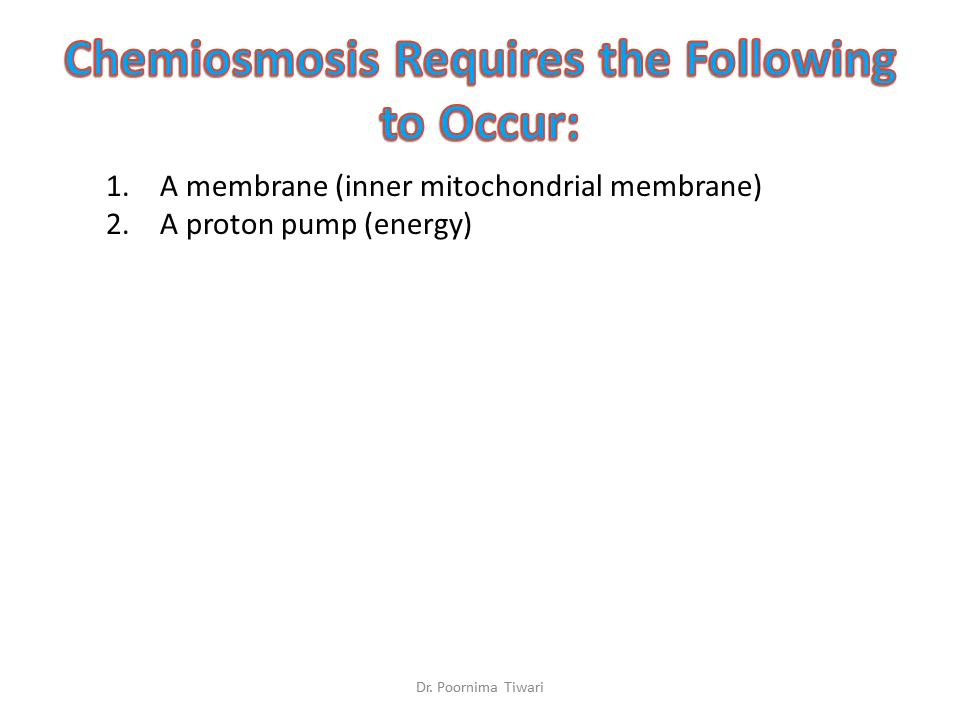 Chemiosmosis Requires the Following
to Occur:
1. A membrane (inner mitochondrial membrane)
2. A proton pump (energy)
Dr. Poornima Tiwari